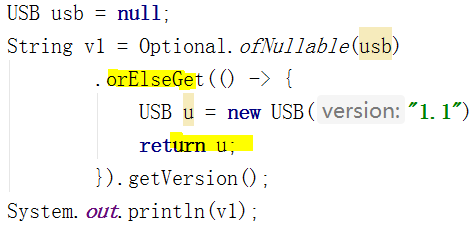 USB usb = null;
String v1 = Optional.ofNullable(usb)
.orElseGet(() -> {
USB u = new USB( version: "1.1")
return u;
}).getVersion();
System.out.println(v1);